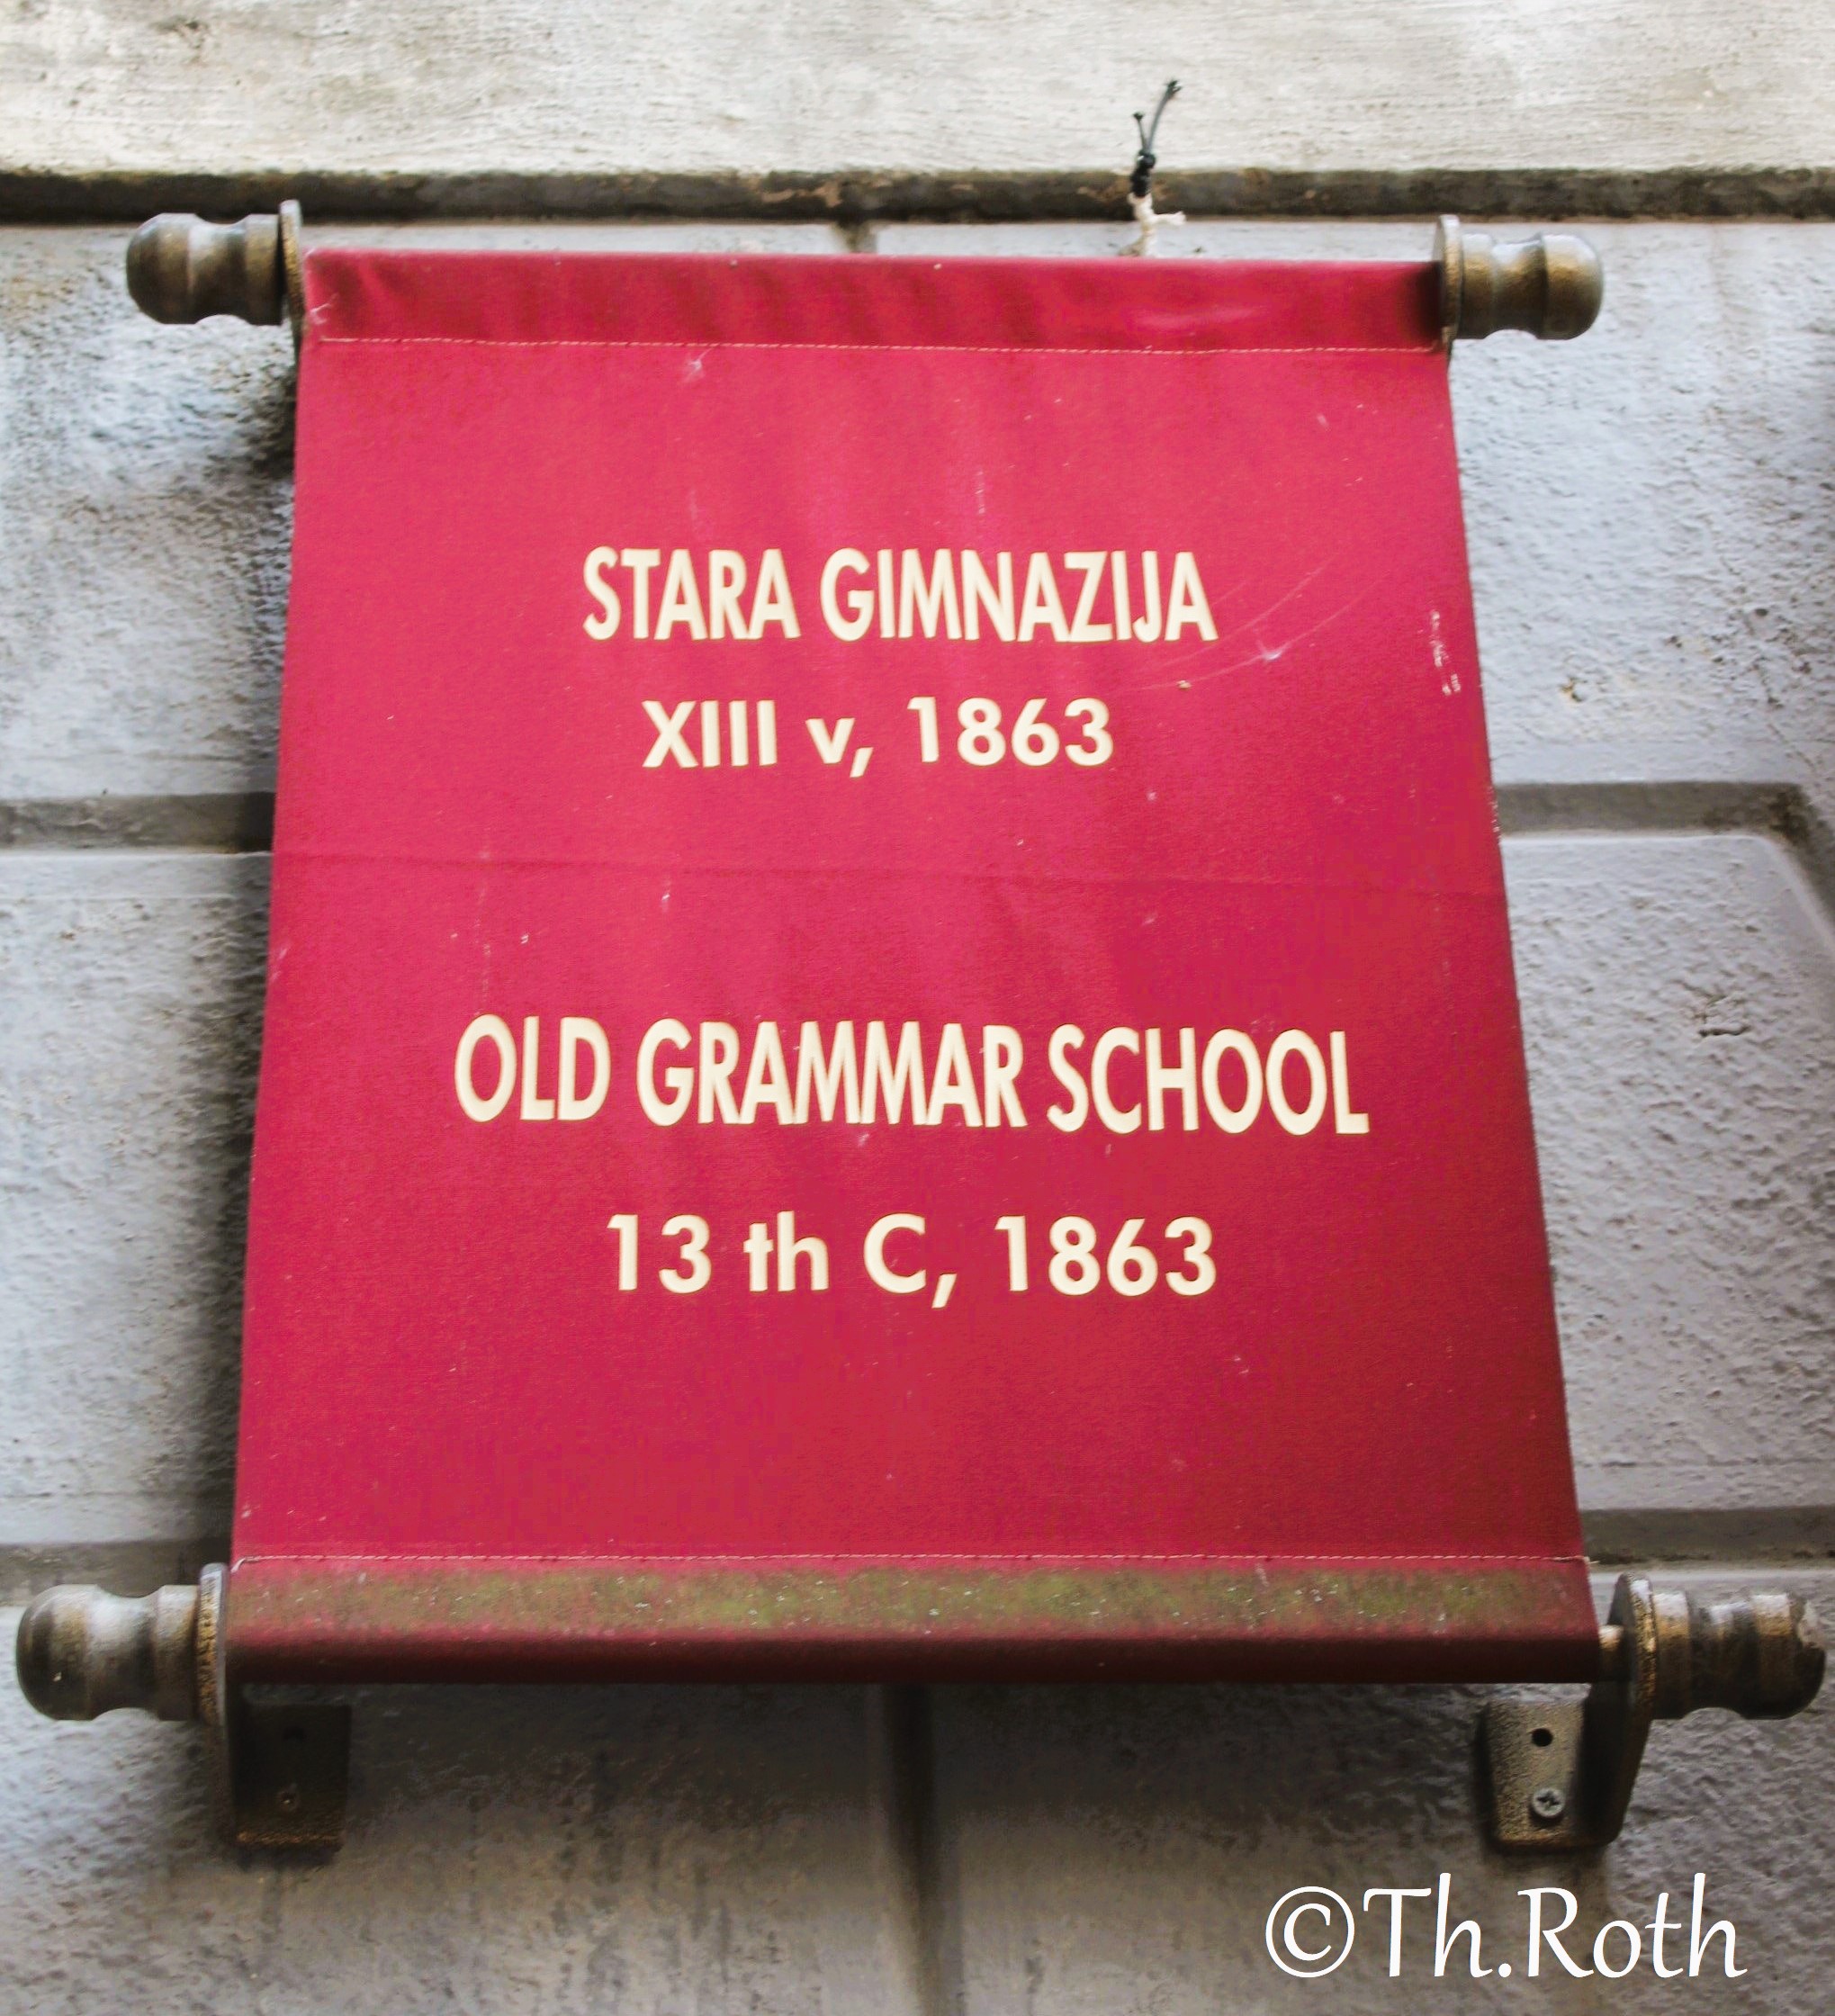 STARA GIMNAZIJA
XIII v, 1863
OLD GRAMMAR SCHOOL
13 th C, 1863
©Th.Roth